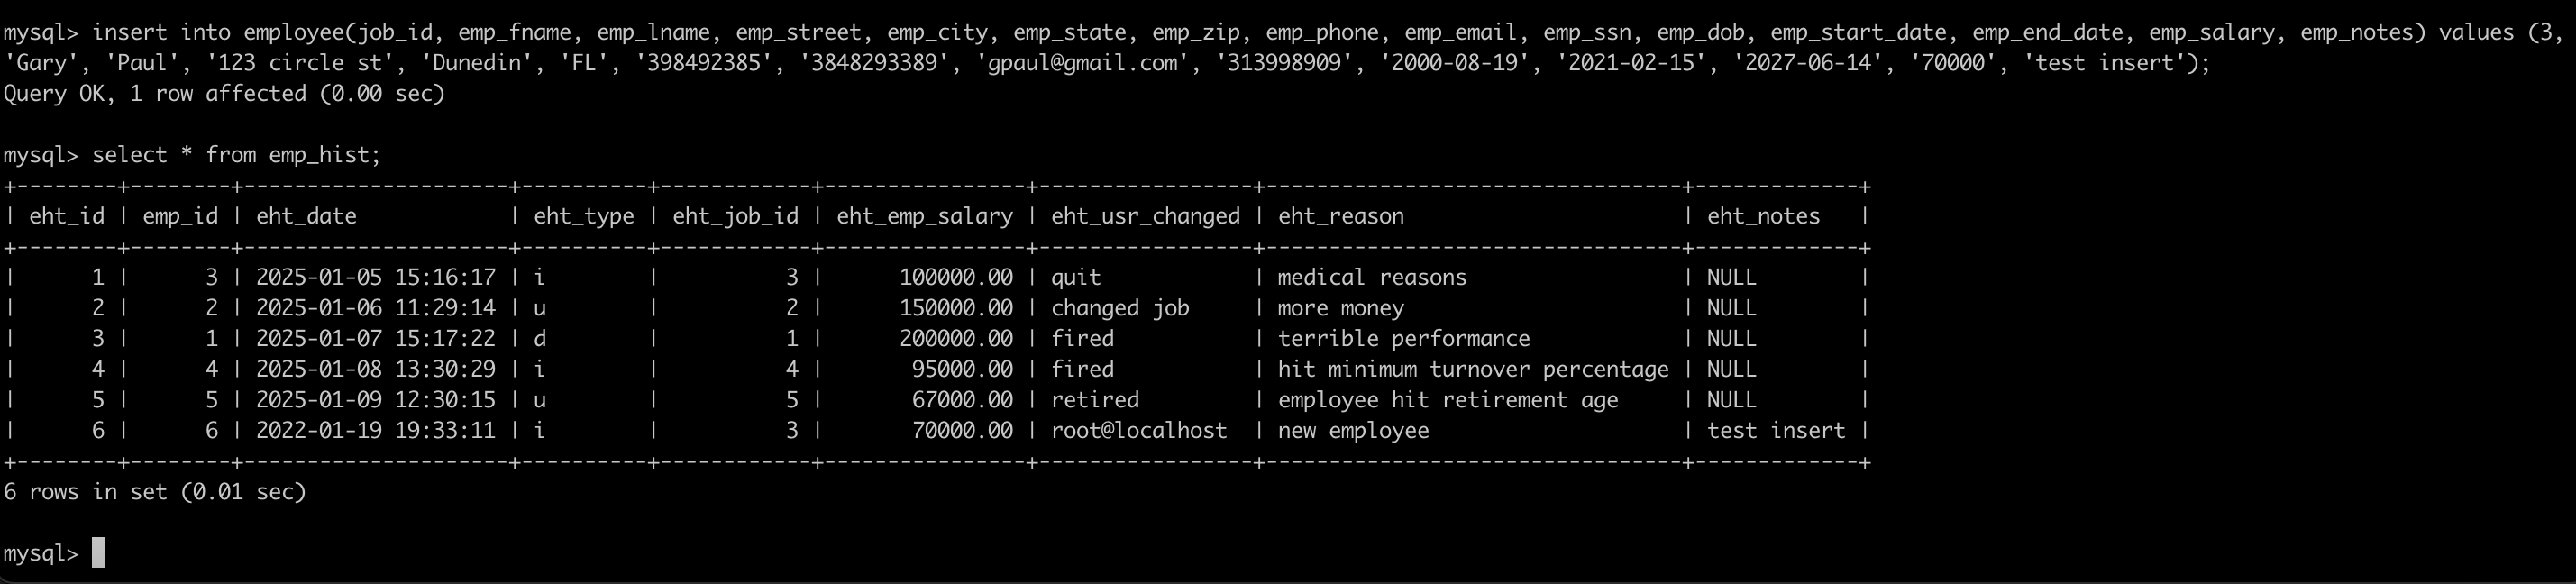 mysql> insert into employee(job_id, emp_fname, emp_lname, emp_street, emp_city, emp_state, emp_zip, emp_phone, emp_email, emp_ssn, emp_dob, emp_start_date, emp_end_date, emp_salary, emp_notes) values (3,
'Gary', 'Paul', '123 circle st', 'Dunedin', 'FL', '398492385', '3848293389', 'gpaul@gmail.com', '313998909', '2000-08-19', '2021-02-15', '2027-06-14', '70000', 'test insert');
Query OK, 1 row affected (0.00 sec)

mysql> select * from emp_hist;
+--------+--------+---------------------+----------+------------+----------------+-----------------+---------------------------------+-------------+
| eht_id | emp_id | eht_date            | eht_type | eht_job_id | eht_emp_salary | eht_usr_changed | eht_reason                      | eht_notes   |
+--------+--------+---------------------+----------+------------+----------------+-----------------+---------------------------------+-------------+
|      1 |      3 | 2025-01-05 15:16:17 | i        |          3 |      100000.00 | quit            | medical reasons                 | NULL        |
|      2 |      2 | 2025-01-06 11:29:14 | u        |          2 |      150000.00 | changed job     | more money                      | NULL        |
|      3 |      1 | 2025-01-07 15:17:22 | d        |          1 |      200000.00 | fired           | terrible performance            | NULL        |
|      4 |      4 | 2025-01-08 13:30:29 | i        |          4 |       95000.00 | fired           | hit minimum turnover percentage | NULL        |
|      5 |      5 | 2025-01-09 12:30:15 | u        |          5 |       67000.00 | retired         | employee hit retirement age     | NULL        |
|      6 |      6 | 2022-01-19 19:33:11 | i        |          3 |       70000.00 | root@localhost  | new employee                    | test insert |
+--------+--------+---------------------+----------+------------+----------------+-----------------+---------------------------------+-------------+
6 rows in set (0.01 sec)

mysql>